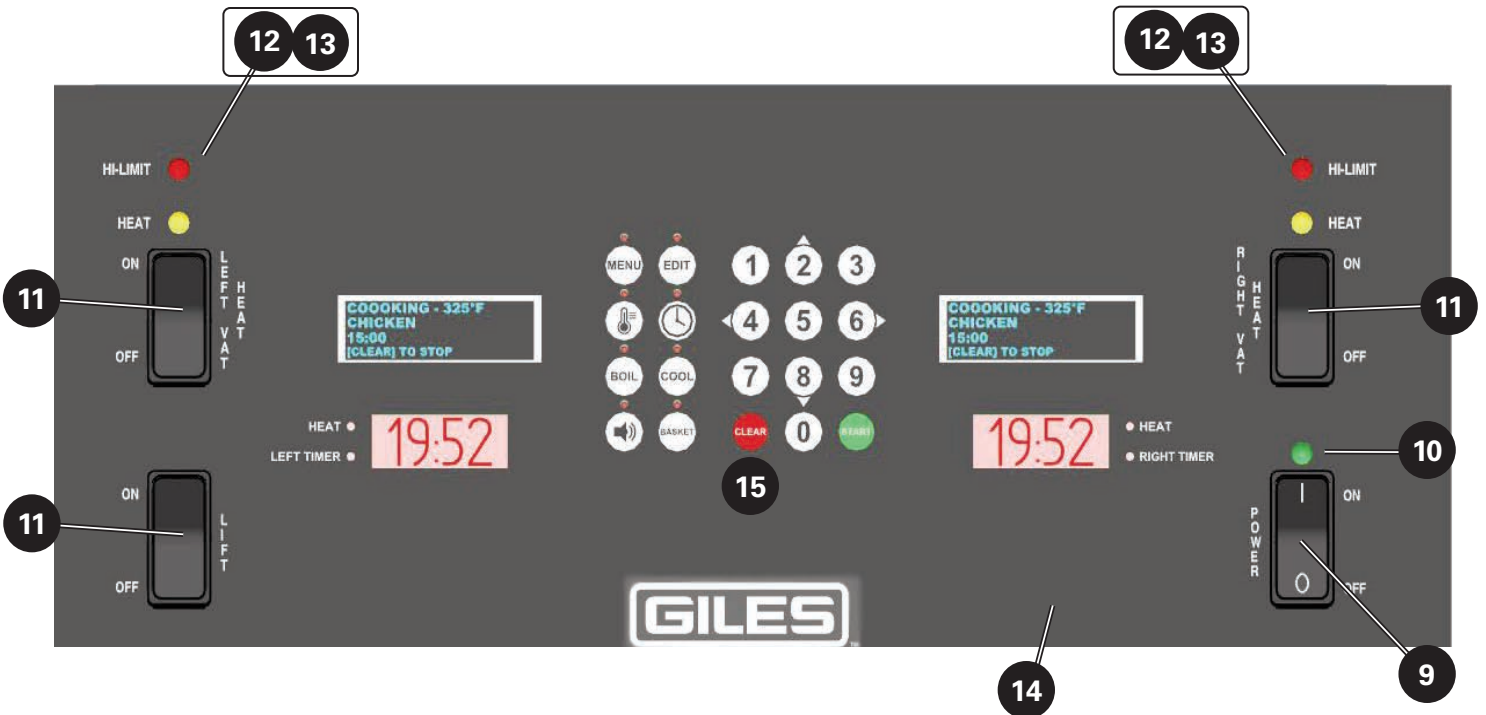 12 13
12 13
HI-LIMIT
HI-LIMIT
HEAT
HEAT
ON
LEFT VAT HEAT
OFF
11
COOOKING - 325°F
CHICKEN
15:00
[CLEAR] TO STOP
MENU EDIT
1 2 3
4 5 6
BOIL COOL
7 8 9
BASKET
CLEAR 0 START
15
COOOKING - 325°F
CHICKEN
15:00
[CLEAR] TO STOP
RIGHT VAT HEAT
ON
OFF
11
HEAT
LEFT TIMER
19:52
19:52
HEAT
RIGHT TIMER
10
ON
LIFT
OFF
11
POWER
I
O
ON
OFF
9
GILES
14